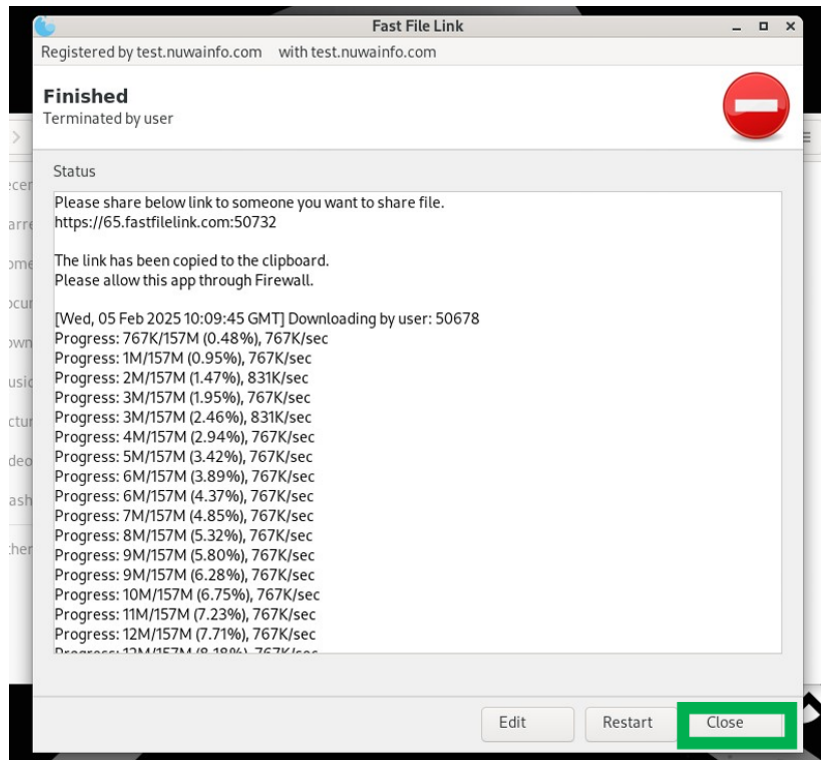 Fast File Link
Registered by test.nuwainfo.com with test.nuwainfo.com
Finished
Terminated by user
Status
Please share below link to someone you want to share file.
https://65.fastfilelink.com:50732
The link has been copied to the clipboard.
Please allow this app through Firewall.
[Wed, 05 Feb 2025 10:09:45 GMT] Downloading by user: 50678
Progress: 767K/157M (0.48%), 767K/sec
Progress: 1M/157M (0.95%), 767K/sec
Progress: 2M/157M (1.47%), 831K/sec
Progress: 3M/157M (1.95%), 767K/sec
Progress: 3M/157M (2.46%), 831K/sec
Progress: 4M/157M (2.94%), 767K/sec
Progress: 5M/157M (3.42%), 767K/sec
Progress: 6M/157M (3.89%), 767K/sec
Progress: 6M/157M (4.37%), 767K/sec
Progress: 7M/157M (4.85%), 767K/sec
Progress: 8M/157M (5.32%), 767K/sec
Progress: 9M/157M (5.80%), 767K/sec
Progress: 9M/157M (6.28%), 767K/sec
Progress: 10M/157M (6.75%), 767K/sec
Progress: 11M/157M (7.23%), 767K/sec
Progress: 12M/157M (7.71%), 767K/sec
Edit Restart Close